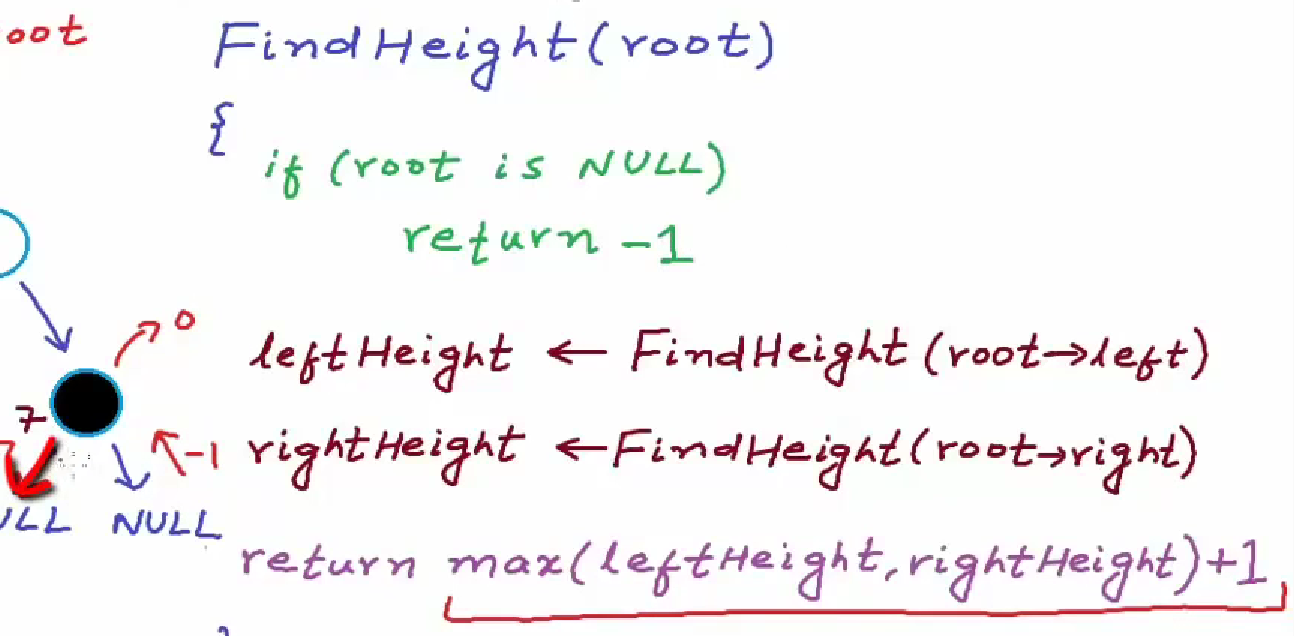 oot
FindHeight(root)
{
if (root is NULL)
return -1
0
leftHeight ← FindHeight(root→left)
7
-1
rightHeight ←FindHeight(root→right)
ULL NULL
return max(leftHeight, rightHeight)+1